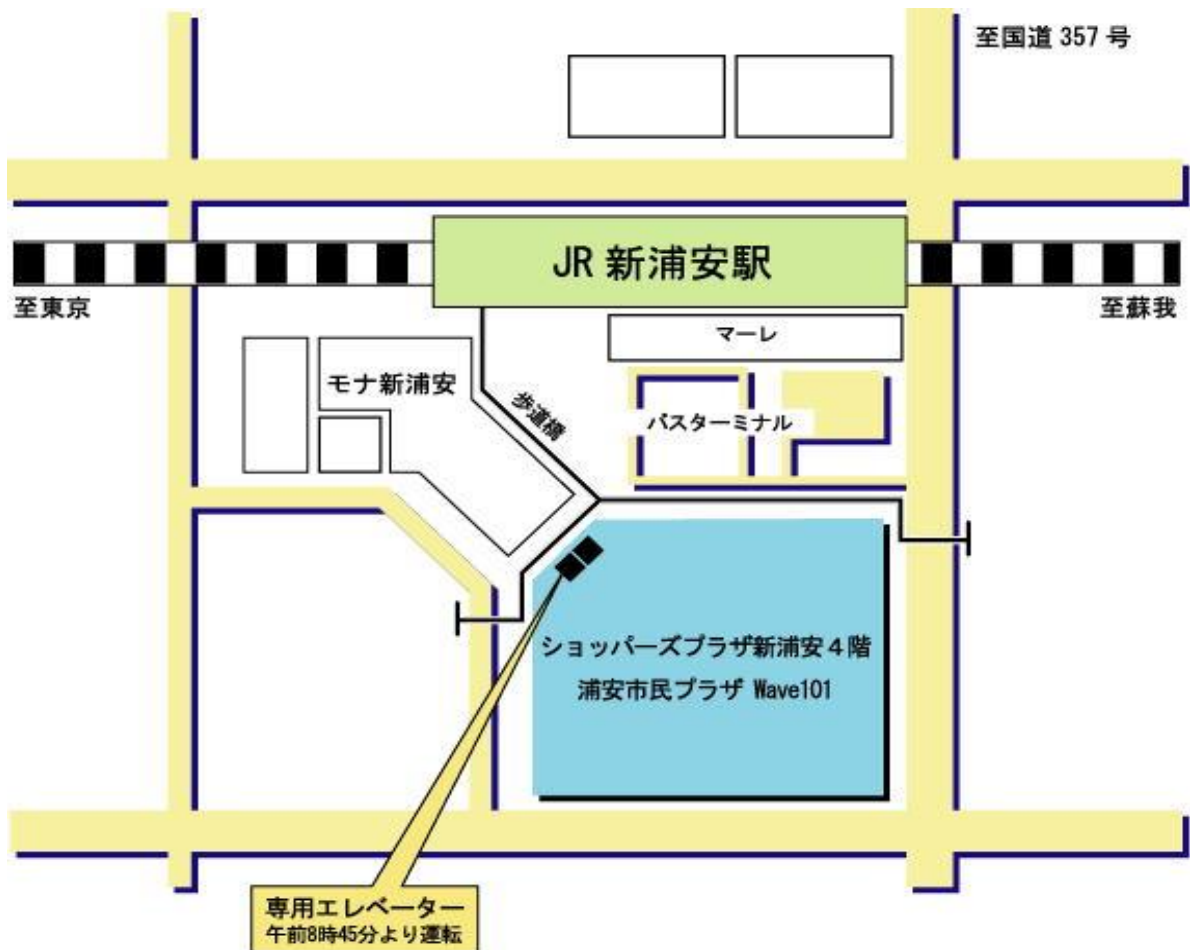 至国道 357 号
JR 新浦安駅
至東京
至蘇我
マーレ
モナ新浦安
歩道橋
バスターミナル
ショッパーズプラザ新浦安４階
浦安市民プラザ Wave101
専用エレベーター
午前8時45分より運転